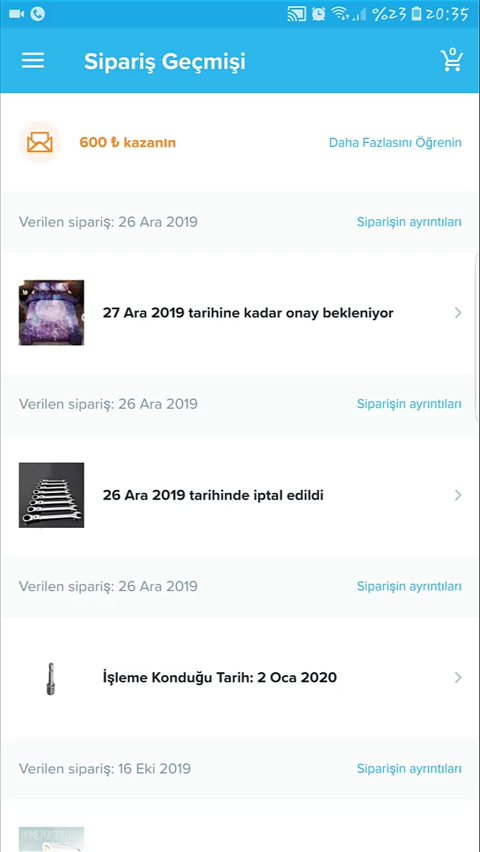 %23 20:35
Sipariş Geçmişi
0
600 ₺ kazanın
Daha Fazlasını Öğrenin
Verilen sipariş: 26 Ara 2019
Siparişin ayrıntıları
27 Ara 2019 tarihine kadar onay bekleniyor
Verilen sipariş: 26 Ara 2019
Siparişin ayrıntıları
26 Ara 2019 tarihinde iptal edildi
Verilen sipariş: 26 Ara 2019
Siparişin ayrıntıları
İşleme Konduğu Tarih: 2 Oca 2020
Verilen sipariş: 16 Eki 2019
Siparişin ayrıntıları